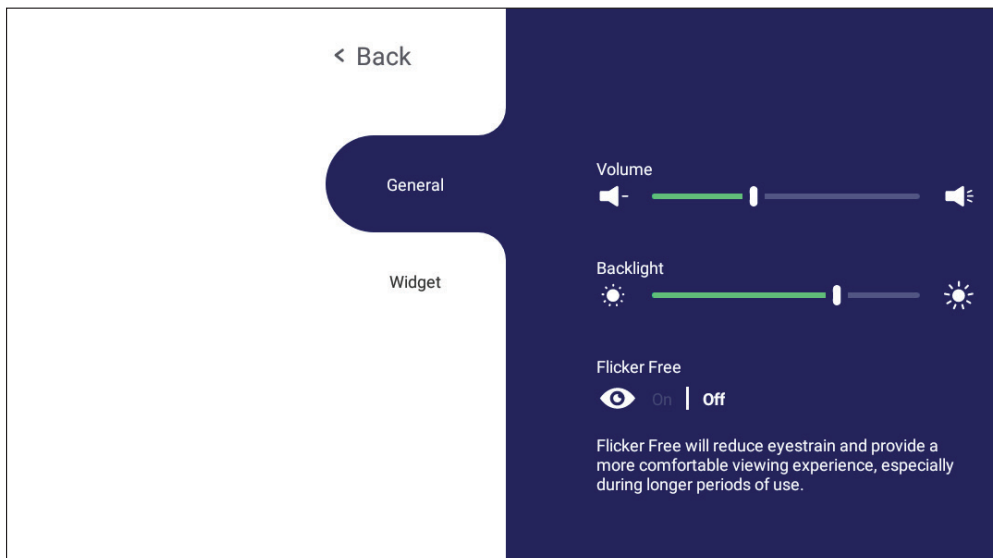 < Back
General
Widget
Volume
Backlight
Flicker Free
On | Off
Flicker Free will reduce eyestrain and provide a
more comfortable viewing experience, especially
during longer periods of use.